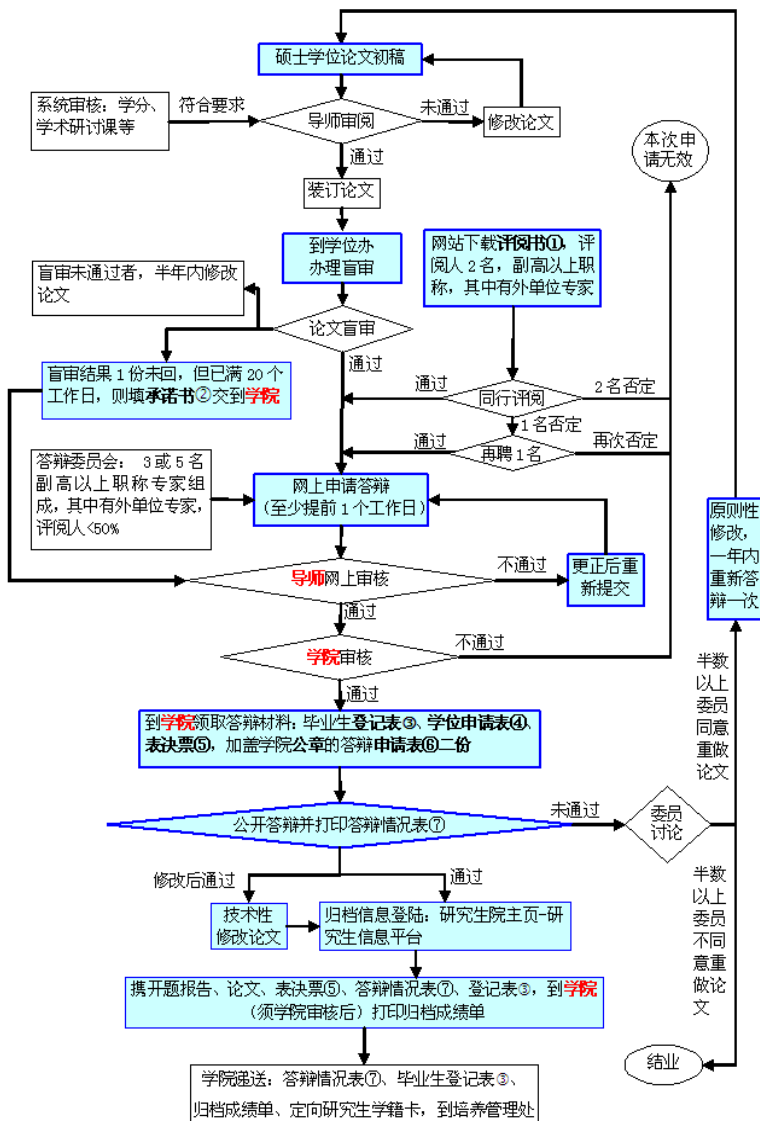 硕士学位论文初稿
系统审核：学分、
学术研讨课等
符合要求
导师审阅
未通过
修改论文
通过
本次申
请无效
装订论文
到学位办
办理盲审
网站下载评阅书①，评
阅人2名，副高以上职
称，其中有外单位专家
盲审未通过者，半年内修改
论文
论文盲审
通过
盲审结果1份未回，但已满20个
工作日，则填承诺书②交到学院
通过
同行评阅
2名否定
1名否定
通过
再聘1名
再次否定
答辩委员会： 3或5名
副高以上职称专家组
成，其中有外单位专家，
评阅人<50%
网上申请答辩
（至少提前1个工作日）
原则性
修改，
一年内
重新答
辩一次
导师网上审核
不通过
更正后重
新提交
通过
学院审核
不通过
通过
半数
以上
委员
同意
重做
论文
到学院领取答辩材料：毕业生登记表③、学位申请表④、
表决票⑤，加盖学院公章的答辩申请表⑥二份
公开答辩并打印答辩情况表⑦
未通过
委员
讨论
修改后通过
通过
半数
以上
委员
不同
意重
做论
文
技术性
修改论文
归档信息登陆：研究生院主页-研
究生信息平台
携开题报告、论文、表决票⑤、答辩情况表⑦、登记表③，到学院
（须学院审核后）打印归档成绩单
结业
学院递送：答辩情况表⑦、毕业生登记表③、
归档成绩单、定向研究生学籍卡，到培养管理处